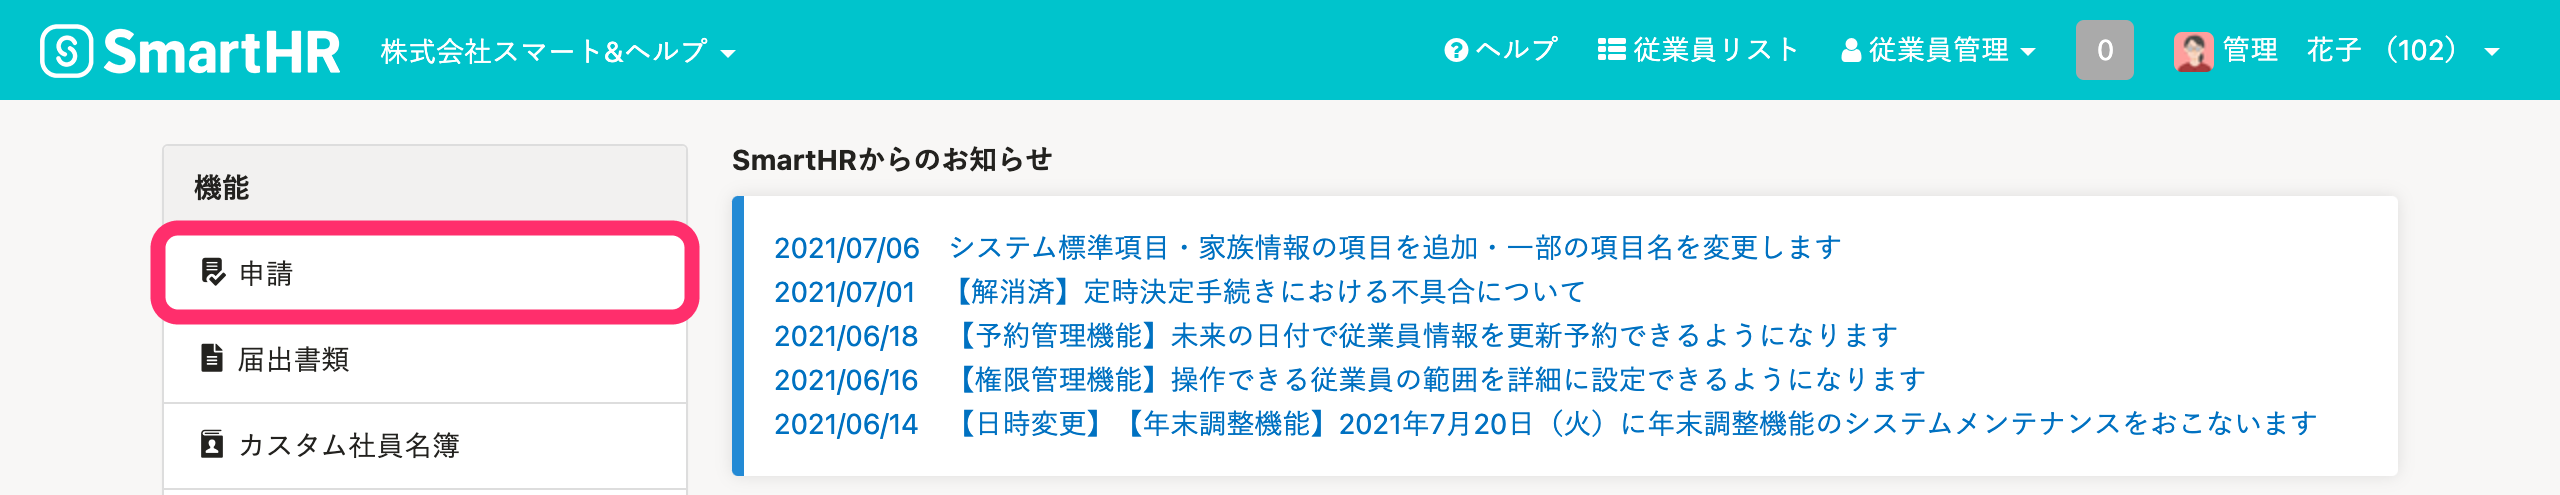 SmartHR 株式会社スマート&ヘルプ ヘルプ 従業員リスト 従業員管理 0 管理 花子 （102）
機能
申請
届出書類
カスタム社員名簿
SmartHRからのお知らせ
2021/07/06 システム標準項目・家族情報の項目を追加・一部の項目名を変更します
2021/07/01 【解消済】定時決定手続きにおける不具合について
2021/06/18 【予約管理機能】未来の日付で従業員情報を更新予約できるようになります
2021/06/16 【権限管理機能】操作できる従業員の範囲を詳細に設定できるようになります
2021/06/14 【日時変更】【年末調整機能】2021年7月20日（火）に年末調整機能のシステムメンテナンスをおこないます